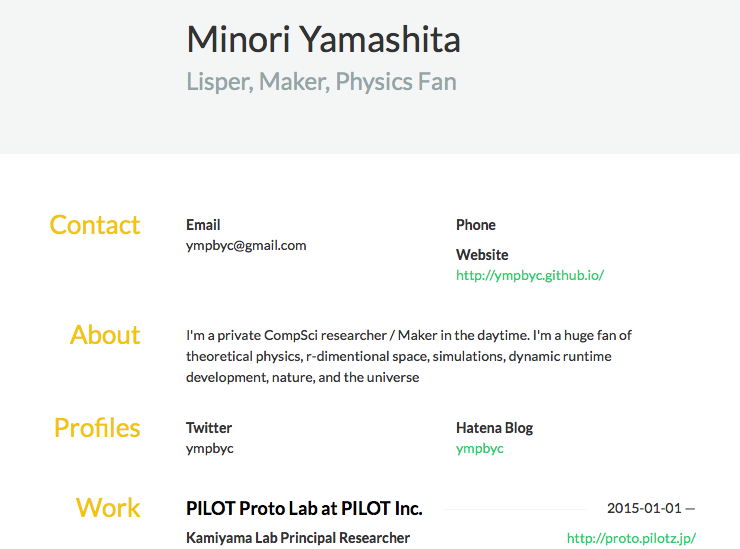 Minori Yamashita
Lisper, Maker, Physics Fan
Contact
Email
ympbyc@gmail.com
Phone
Website
http://ympbyc.github.io/
About
I'm a private CompSci researcher / Maker in the daytime. I'm a huge fan of
theoretical physics, r-dimentional space, simulations, dynamic runtime
development, nature, and the universe
Profiles
Twitter
ympbyc
Hatena Blog
ympbyc
Work
PILOT Proto Lab at PILOT Inc.
2015-01-01 —
Kamiyama Lab Principal Researcher
http://proto.pilotz.jp/